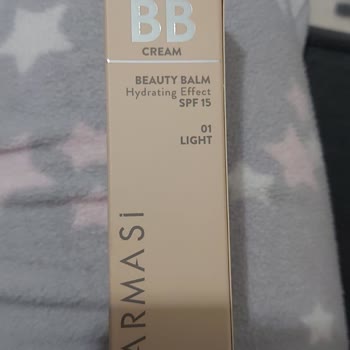 BB
CREAM
BEAUTY BALM
Hydrating Effect
SPF 15
01
LIGHT
ARMASi